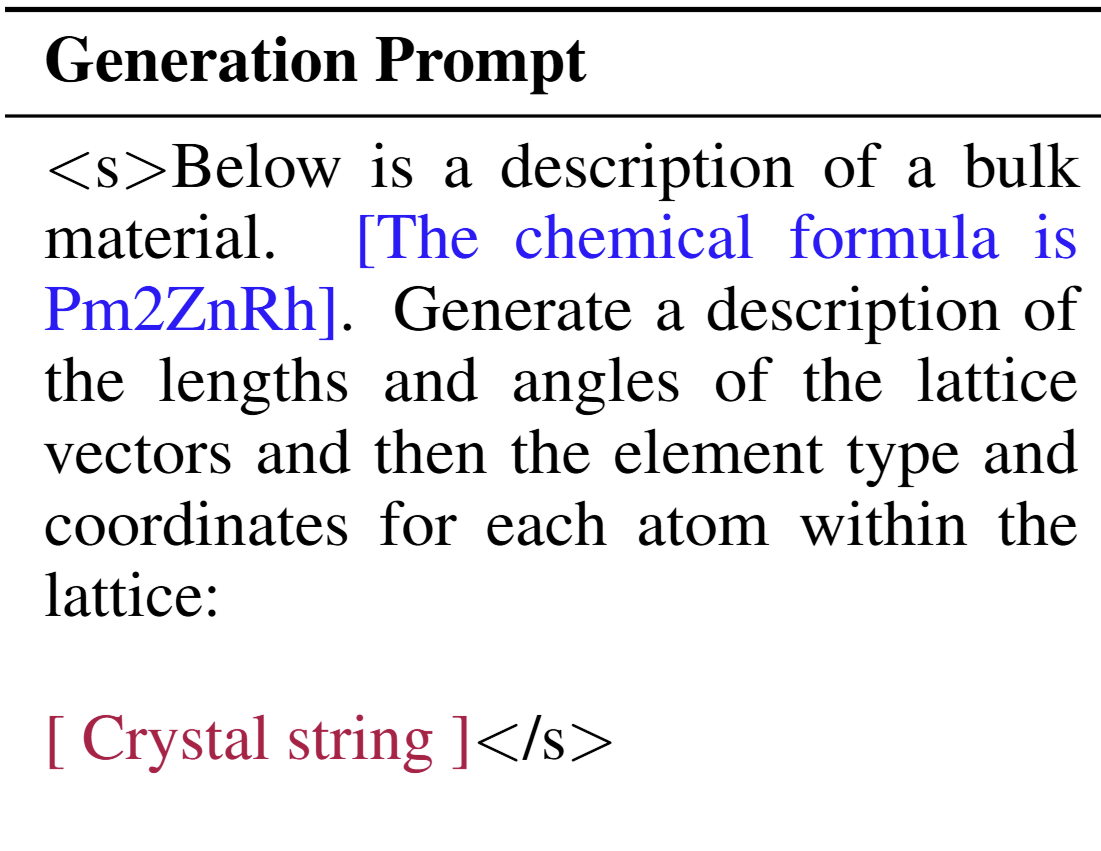 Generation Prompt
<s>Below is a description of a bulk
material. [The chemical formula is
Pm2ZnRh]. Generate a description of
the lengths and angles of the lattice
vectors and then the element type and
coordinates for each atom within the
lattice:
[ Crystal string ]</s>